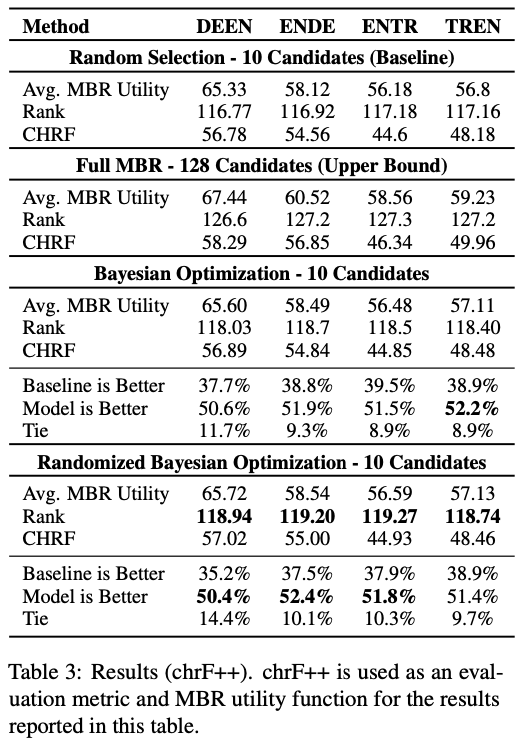 Method DEEN ENDE ENTR TREN
Random Selection - 10 Candidates (Baseline)
Avg. MBR Utility 65.33 58.12 56.18 56.8
Rank 116.77 116.92 117.18 117.16
CHRF 56.78 54.56 44.6 48.18
Full MBR - 128 Candidates (Upper Bound)
Avg. MBR Utility 67.44 60.52 58.56 59.23
Rank 126.6 127.2 127.3 127.2
CHRF 58.29 56.85 46.34 49.96
Bayesian Optimization - 10 Candidates
Avg. MBR Utility 65.60 58.49 56.48 57.11
Rank 118.03 118.7 118.5 118.40
CHRF 56.89 54.84 44.85 48.48
Baseline is Better 37.7% 38.8% 39.5% 38.9%
Model is Better 50.6% 51.9% 51.5% 52.2%
Tie 11.7% 9.3% 8.9% 8.9%
Randomized Bayesian Optimization - 10 Candidates
Avg. MBR Utility 65.72 58.54 56.59 57.13
Rank 118.94 119.20 119.27 118.74
CHRF 57.02 55.00 44.93 48.46
Baseline is Better 35.2% 37.5% 37.9% 38.9%
Model is Better 50.4% 52.4% 51.8% 51.4%
Tie 14.4% 10.1% 10.3% 9.7%
Table 3: Results (chrF++). chrF++ is used as an eval-
uation metric and MBR utility function for the results
reported in this table.